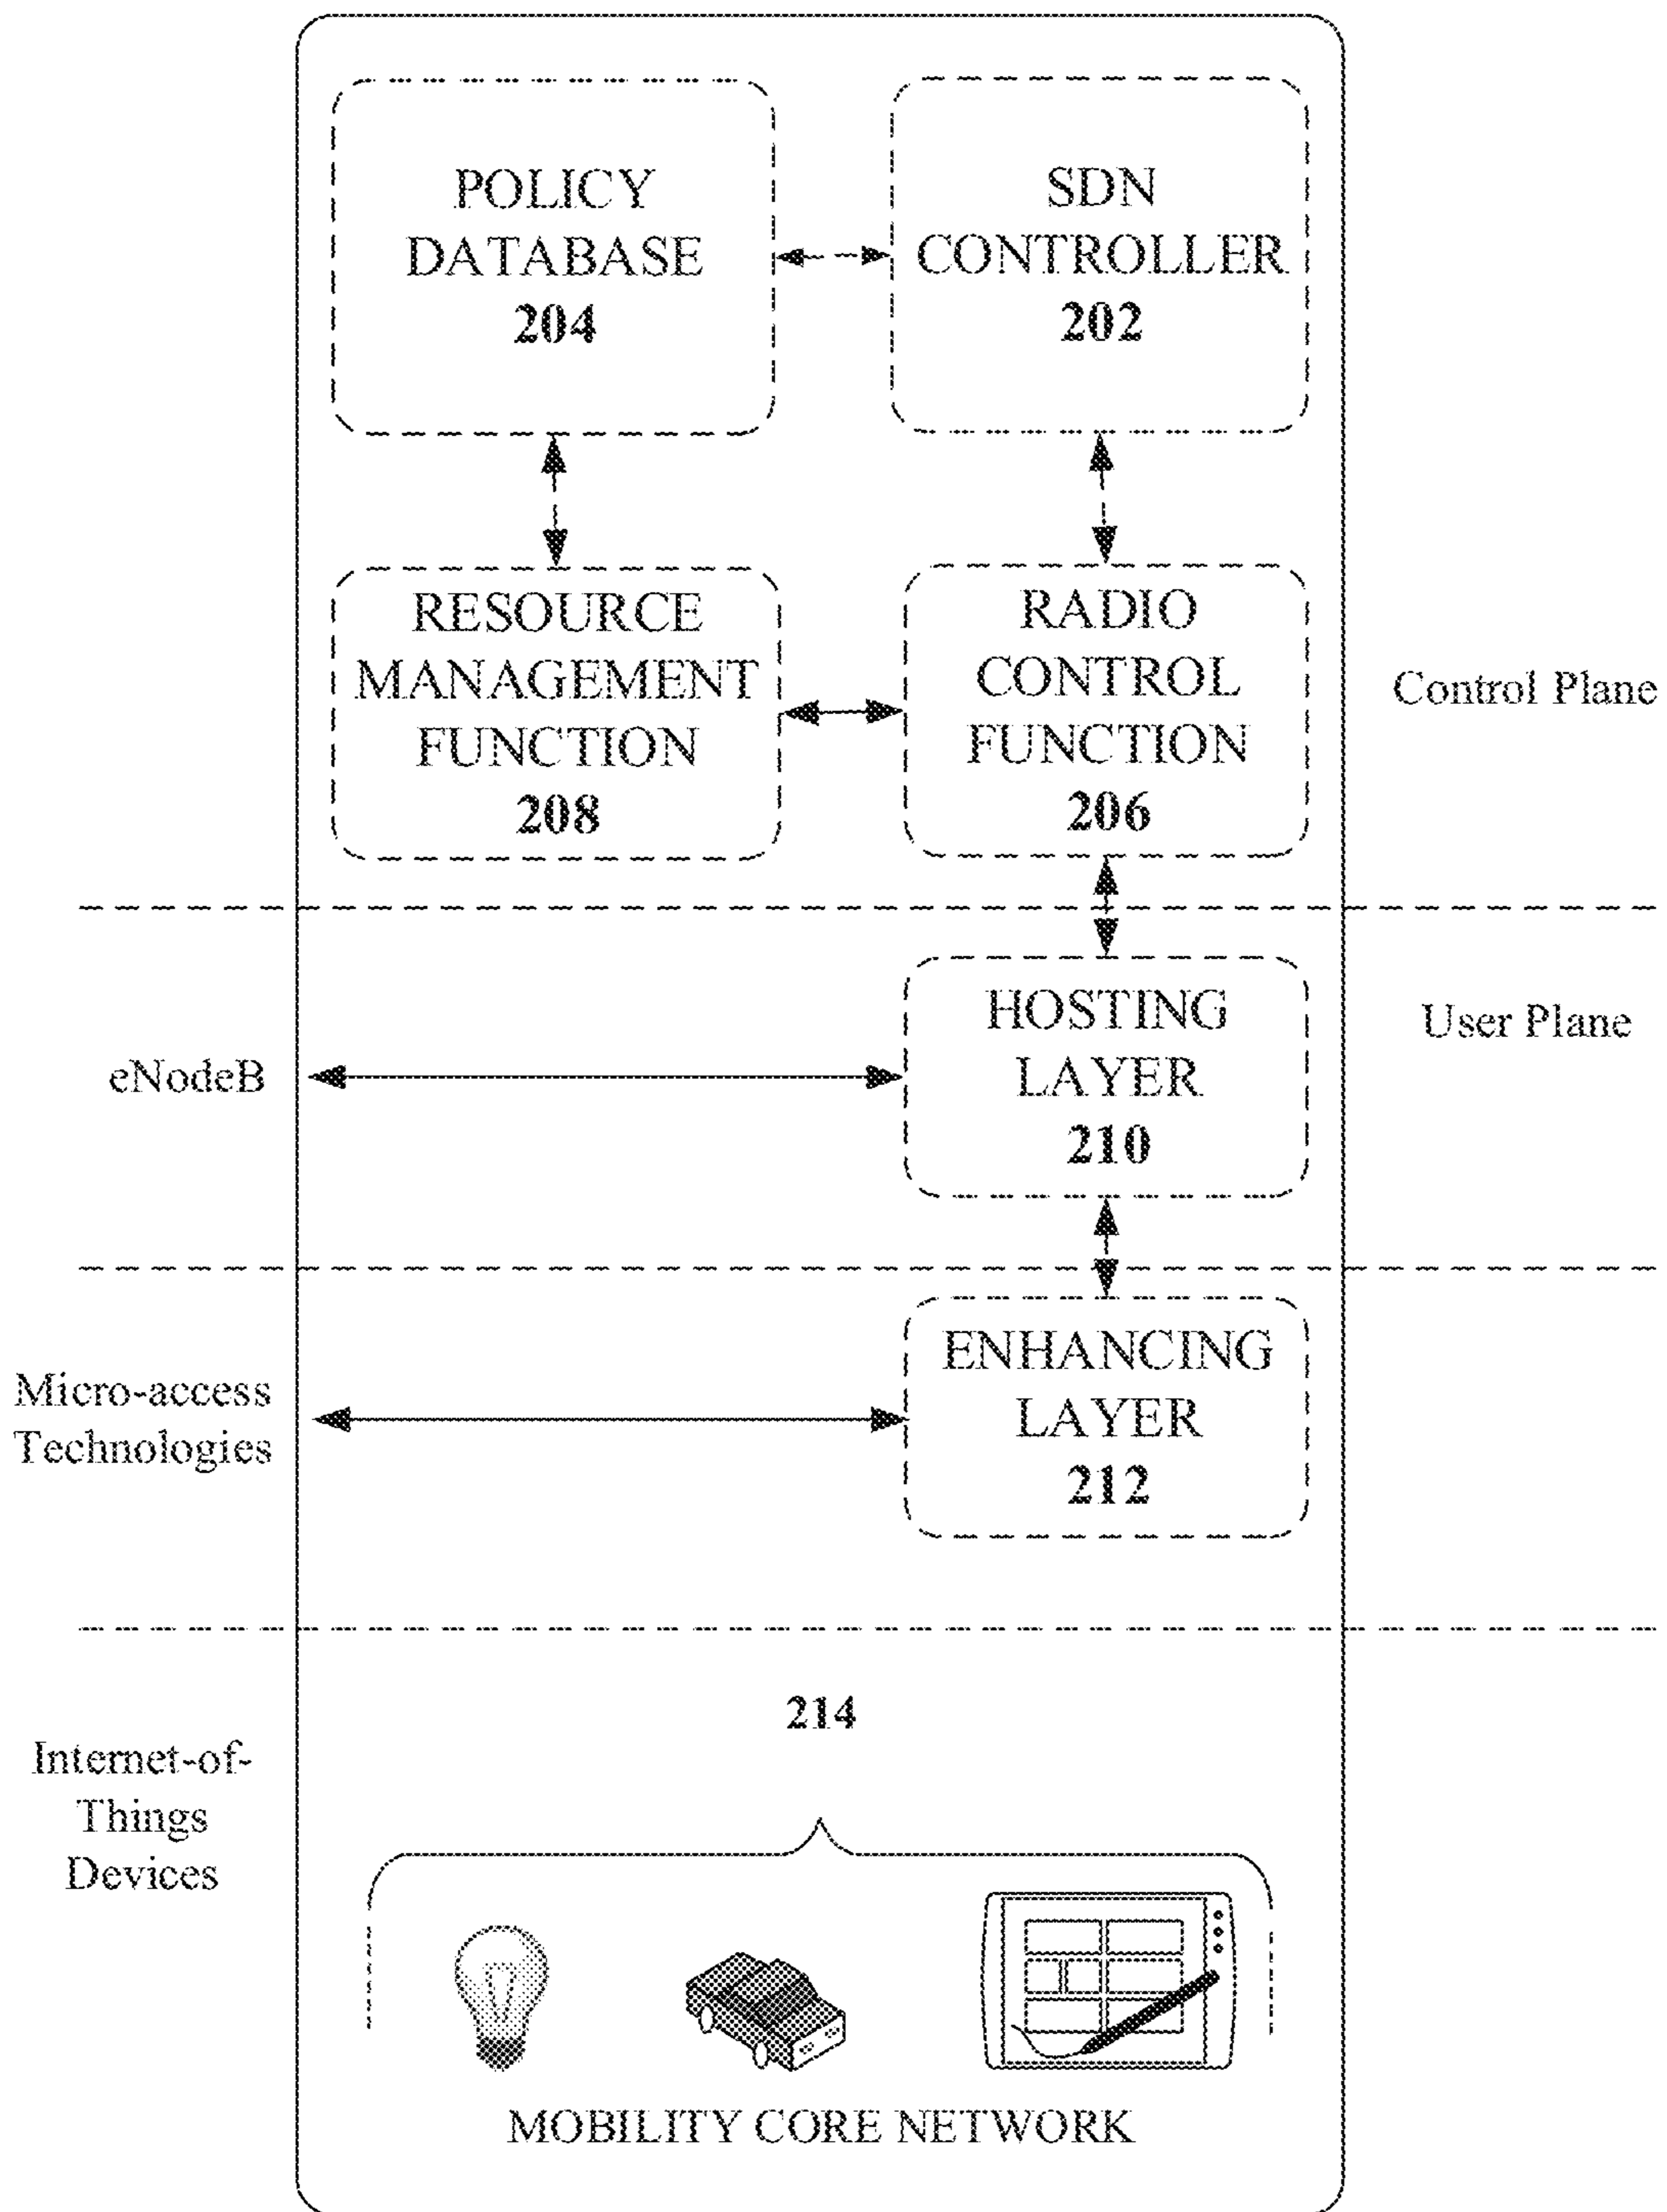 POLICY
DATABASE
204
SDN
CONTROLLER
202
RESOURCE
MANAGEMENT
FUNCTION
208
RADIO
CONTROL
FUNCTION
206
Control Plane
HOSTING
LAYER
210
User Plane
eNodeB
ENHANCING
LAYER
212
Micro-access
Technologies
214
Internet-of-
Things
Devices
MOBILITY CORE NETWORK